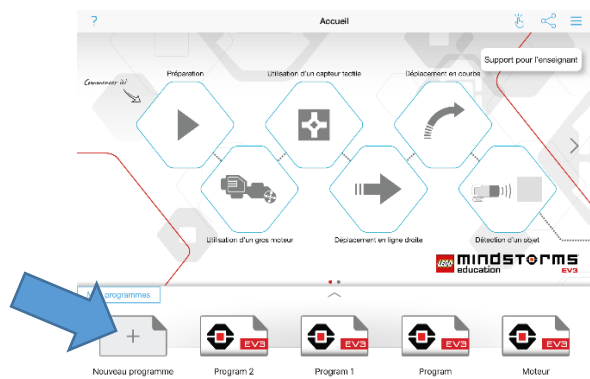 ?
Accueil
Support pour l'enseignant
Commencer ici
Préparation
Utilisation d'un capteur tactile
Déplacement en courbe
Utilisation d'un gros moteur
Déplacement en ligne droite
Détection d'un objet
LEGO mindstorms
education
EV3
programmes
+
EV3
EV3
EV3
EV3
Nouveau programme
Program 2
Program 1
Program
Moteur